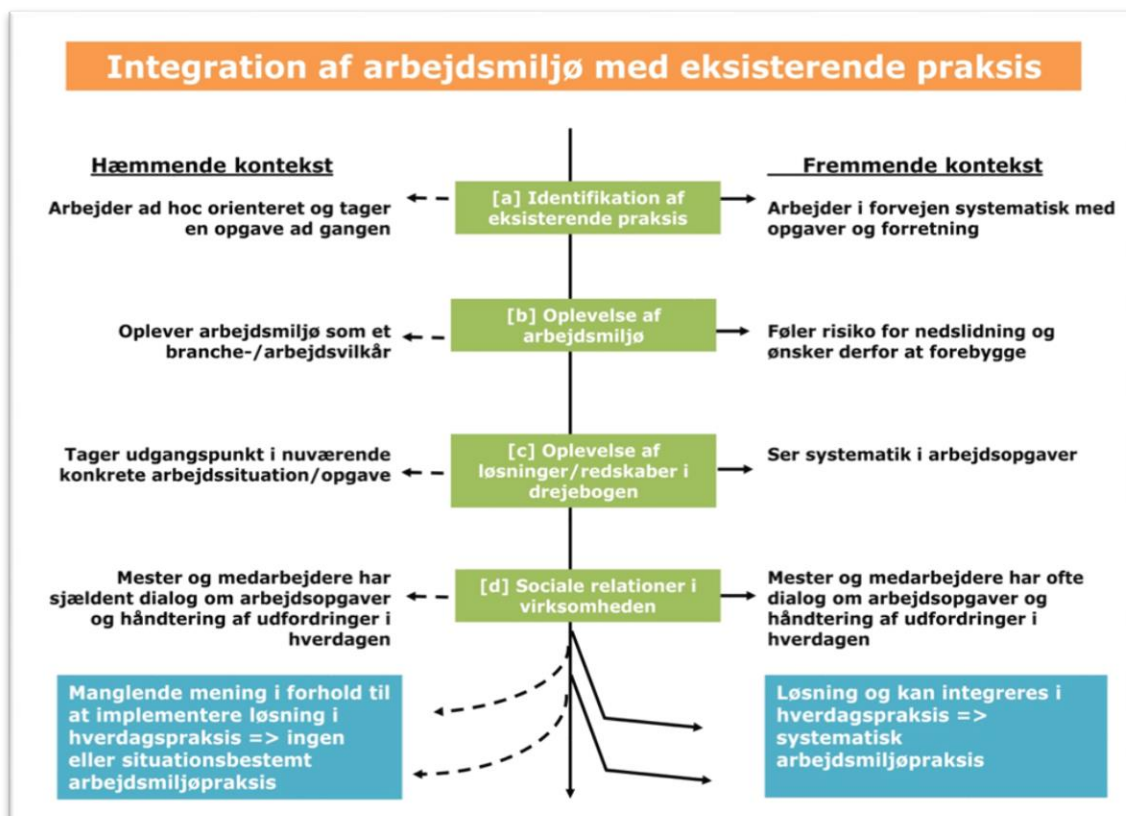 Integration af arbejdsmiljø med eksisterende praksis
Hæmmende kontekst
Fremmende kontekst
Arbejder ad hoc orienteret og tager
en opgave ad gangen
[a] Identifikation af
eksisterende praksis
Arbejder i forvejen systematisk med
opgaver og forretning
Oplever arbejdsmiljø som et
branche-/arbejdsvilkår
[b] Oplevelse af
arbejdsmiljø
Føler risiko for nedslidning og
ønsker derfor at forebygge
Tager udgangspunkt i nuværende
konkrete arbejdssituation/opgave
[c] Oplevelse af
løsninger/redskaber i
drejebogen
Ser systematik i arbejdsopgaver
Mester og medarbejdere har
sjældent dialog om arbejdsopgaver
og håndtering af udfordringer i
hverdagen
[d] Sociale relationer i
virksomheden
Mester og medarbejdere har ofte
dialog om arbejdsopgaver og
håndtering af udfordringer i
hverdagen
Manglende mening i forhold til
at implementere løsning i
hverdagspraksis => ingen
eller situationsbestemt
arbejdsmiljøpraksis
Løsning og kan integreres i
hverdagspraksis =>
systematisk
arbejdsmiljøpraksis